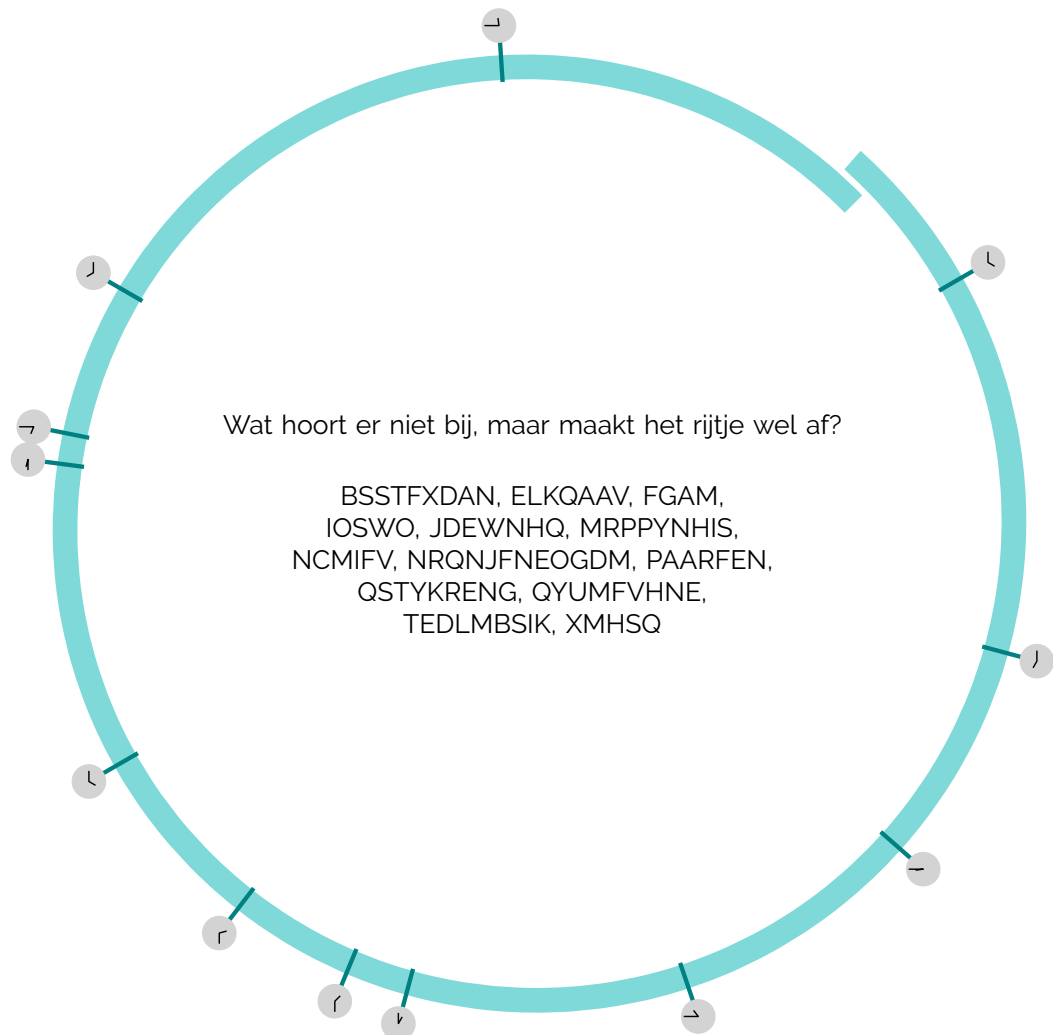 Wat hoort er niet bij, maar maakt het rijtje wel af?
BSSTFXDAN, ELKQAAV, FGAM,
IOSWO, JDEWNHQ, MRPPYNHIS,
NCMIFV, NRQNJFNEOGDM, PAARFEN,
QSTYKRENG, QYUMFVHNE,
TEDLMBSIK, XMHSQ